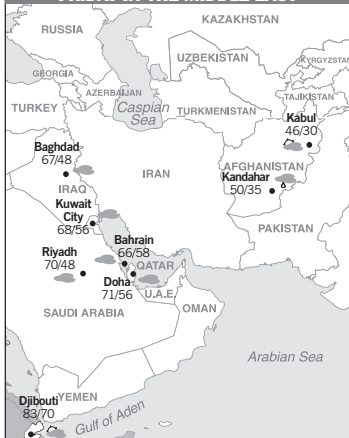 RUSSIA
KAZAKHSTAN
UZBEKISTAN
KYRGYZSTAN
GEORGIA
AZERBAIJAN
TAJIKISTAN
TURKEY
Caspian
Sea
TURKMENISTAN
Kabul
46/30
Baghdad
67/48
IRAN
AFGHANISTAN
Kandahar
50/35
IRAQ
Kuwait
City
68/56
PAKISTAN
Bahrain
66/58
Riyadh
70/48
QATAR
Doha
71/56
U.A.E.
OMAN
SAUDI ARABIA
Arabian Sea
YEMEN
Djibouti
83/70
Gulf of Aden